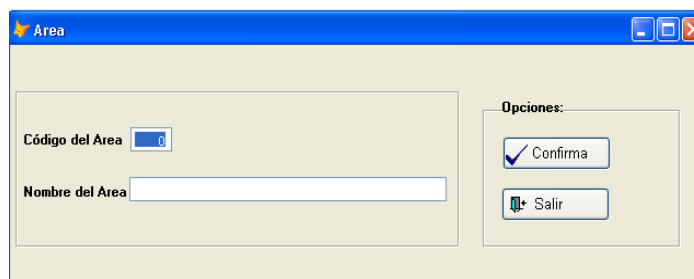 Area
Opciones:
Código del Area 0
Confirma
Nombre del Area
Salir